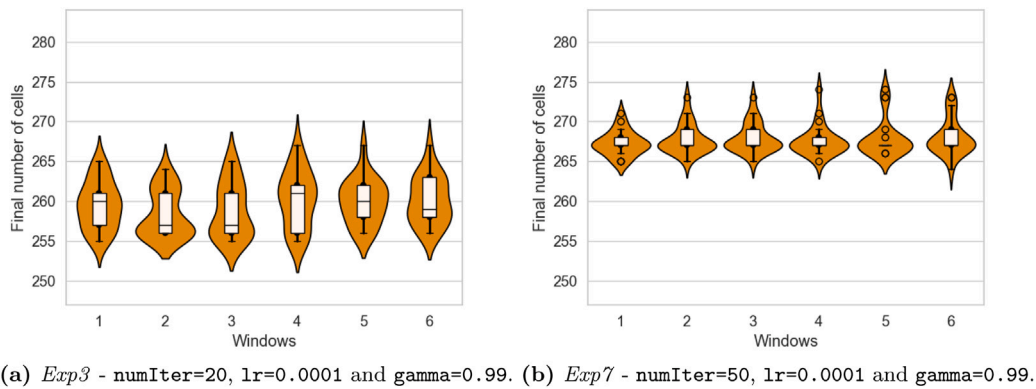 280
275
270
265
260
255
250
Final number of cells
1 2 3 4 5 6
Windows
280
275
270
265
260
255
250
Final number of cells
1 2 3 4 5 6
Windows
(a) Exp3 - numIter=20, lr=0.0001 and gamma=0.99. (b) Exp7 - numIter=50, lr=0.0001 and gamma=0.99